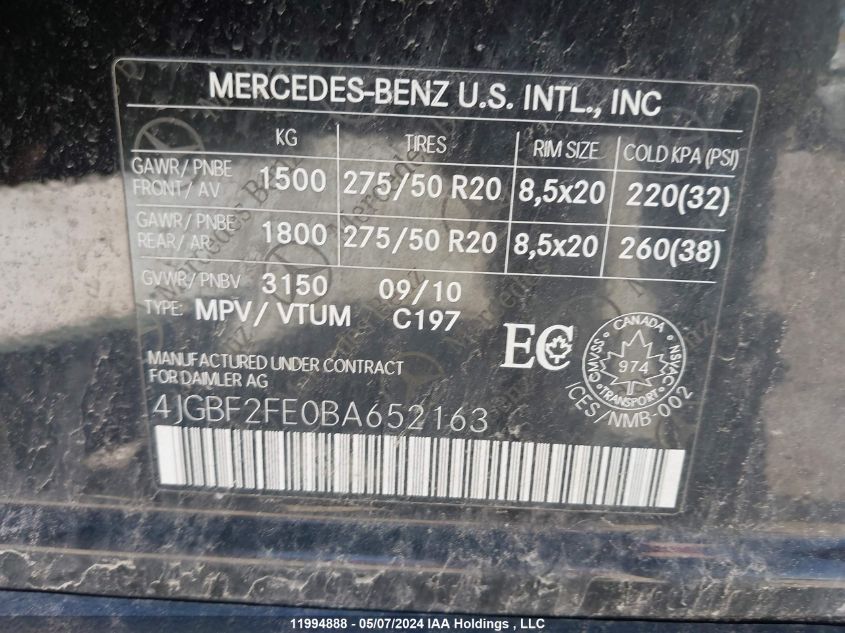 MERCEDES-BENZ U.S. INTL., INC
KG TIRES RIM SIZE COLD KPA (PSI)
GAWR/PNBE
FRONT/AV 1500 275/50 R20 8,5x20 220(32)
GAWR/PNBE
REAR/AR 1800 275/50 R20 8,5x20 260(38)
GVWR/PNBV 3150 09/10
TYPE: MPV/VTUM C197
EC
CANADA
CMVSS NSVAC
974
TRANSPORT
ICES/NMB-002
MANUFACTURED UNDER CONTRACT
FOR DAIMLER AG
4JGBF2FE0BA652163
11994888 - 05/07/2024 IAA Holdings , LLC